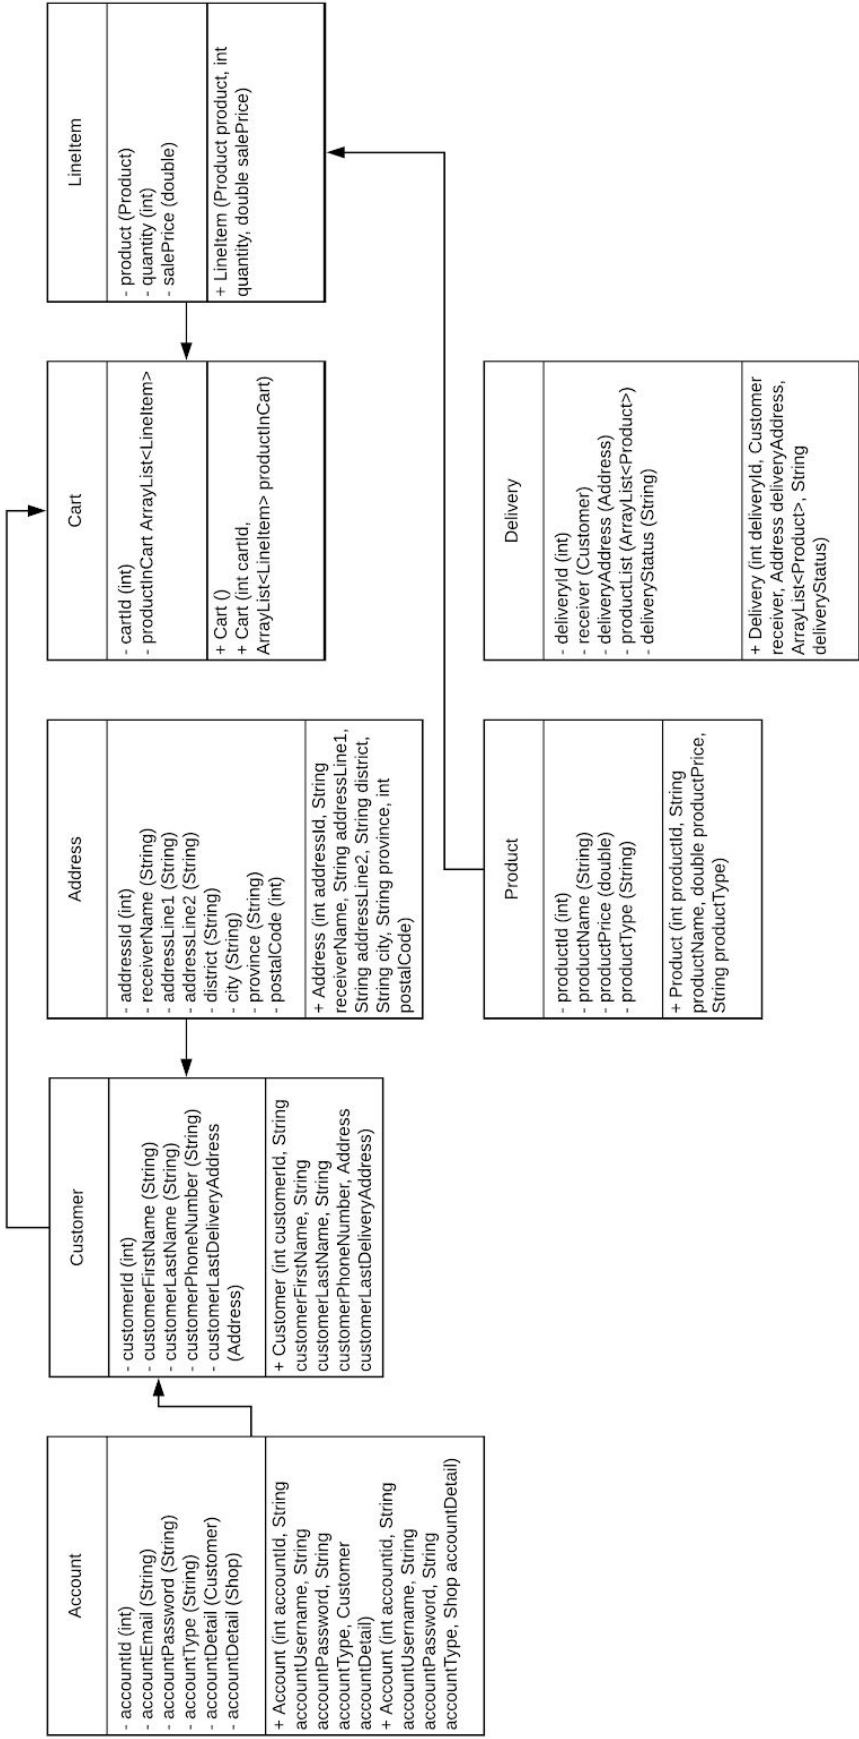 Account
- accountId (int)
- accountEmail (String)
- accountPassword (String)
- accountType (String)
- accountDetail (Customer)
- accountDetail (Shop)
+ Account (int accountId, String
accountUsername, String
accountPassword, String
accountType, Customer
accountDetail)
+ Account (int accountid, String
accountUsername, String
accountPassword, String
accountType, Shop accountDetail)
Customer
- customerId (int)
- customerFirstName (String)
- customerLastName (String)
- customerPhoneNumber (String)
- customerLastDeliveryAddress
(Address)
+ Customer (int customerId, String
customerFirstName, String
customerLastName, String
customerPhoneNumber, Address
customerLastDeliveryAddress)
Address
- addressId (int)
- receiverName (String)
- addressLine1 (String)
- addressLine2 (String)
- district (String)
- city (String)
- province (String)
- postalCode (int)
+ Address (int addressId, String
receiverName, String addressLine1,
String addressLine2, String district,
String city, String province, int
postalCode)
Cart
- cartId (int)
- productInCart ArrayList<LineItem>
+ Cart ()
+ Cart (int cartId,
ArrayList<LineItem> productInCart)
LineItem
- product (Product)
- quantity (int)
- salePrice (double)
+ LineItem (Product product, int
quantity, double salePrice)
Product
- productId (int)
- productName (String)
- productPrice (double)
- productType (String)
+ Product (int productId, String
productName, double productPrice,
String productType)
Delivery
- deliveryId (int)
- receiver (Customer)
- deliveryAddress (Address)
- productList (ArrayList<Product>)
- deliveryStatus (String)
+ Delivery (int deliveryId, Customer
receiver, Address deliveryAddress,
ArrayList<Product>, String
deliveryStatus)